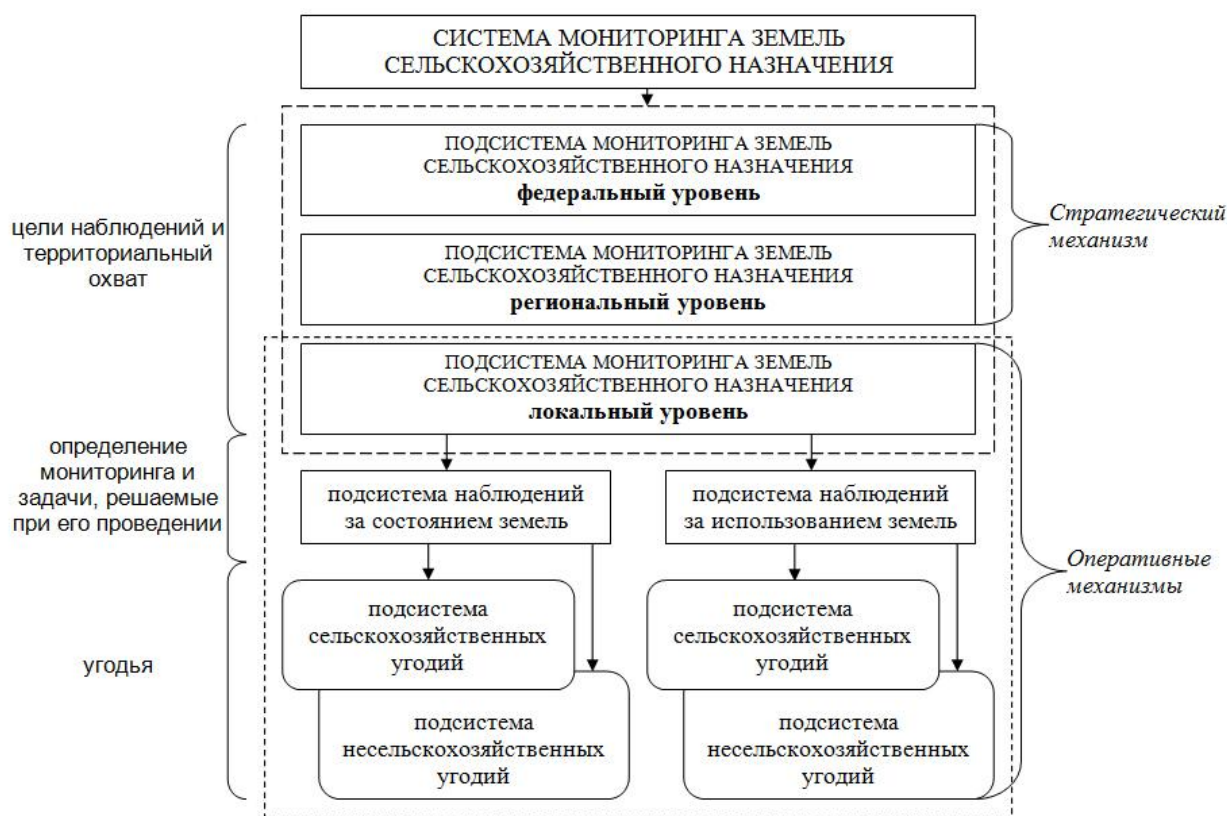 СИСТЕМА МОНИТОРИНГА ЗЕМЕЛЬ
СЕЛЬСКОХОЗЯЙСТВЕННОГО НАЗНАЧЕНИЯ
ПОДСИСТЕМА МОНИТОРИНГА ЗЕМЕЛЬ
СЕЛЬСКОХОЗЯЙСТВЕННОГО НАЗНАЧЕНИЯ
федеральный уровень
цели наблюдений и
территориальный
охват
Стратегический
механизм
ПОДСИСТЕМА МОНИТОРИНГА ЗЕМЕЛЬ
СЕЛЬСКОХОЗЯЙСТВЕННОГО НАЗНАЧЕНИЯ
региональный уровень
ПОДСИСТЕМА МОНИТОРИНГА ЗЕМЕЛЬ
СЕЛЬСКОХОЗЯЙСТВЕННОГО НАЗНАЧЕНИЯ
локальный уровень
определение
мониторинга и
задачи, решаемые
при его проведении
подсистема наблюдений
за состоянием земель
подсистема наблюдений
за использованием земель
Оперативные
механизмы
угодья
подсистема
сельскохозяйственных
угодий
подсистема
сельскохозяйственных
угодий
подсистема
несельскохозяйственных
угодий
подсистема
несельскохозяйственных
угодий